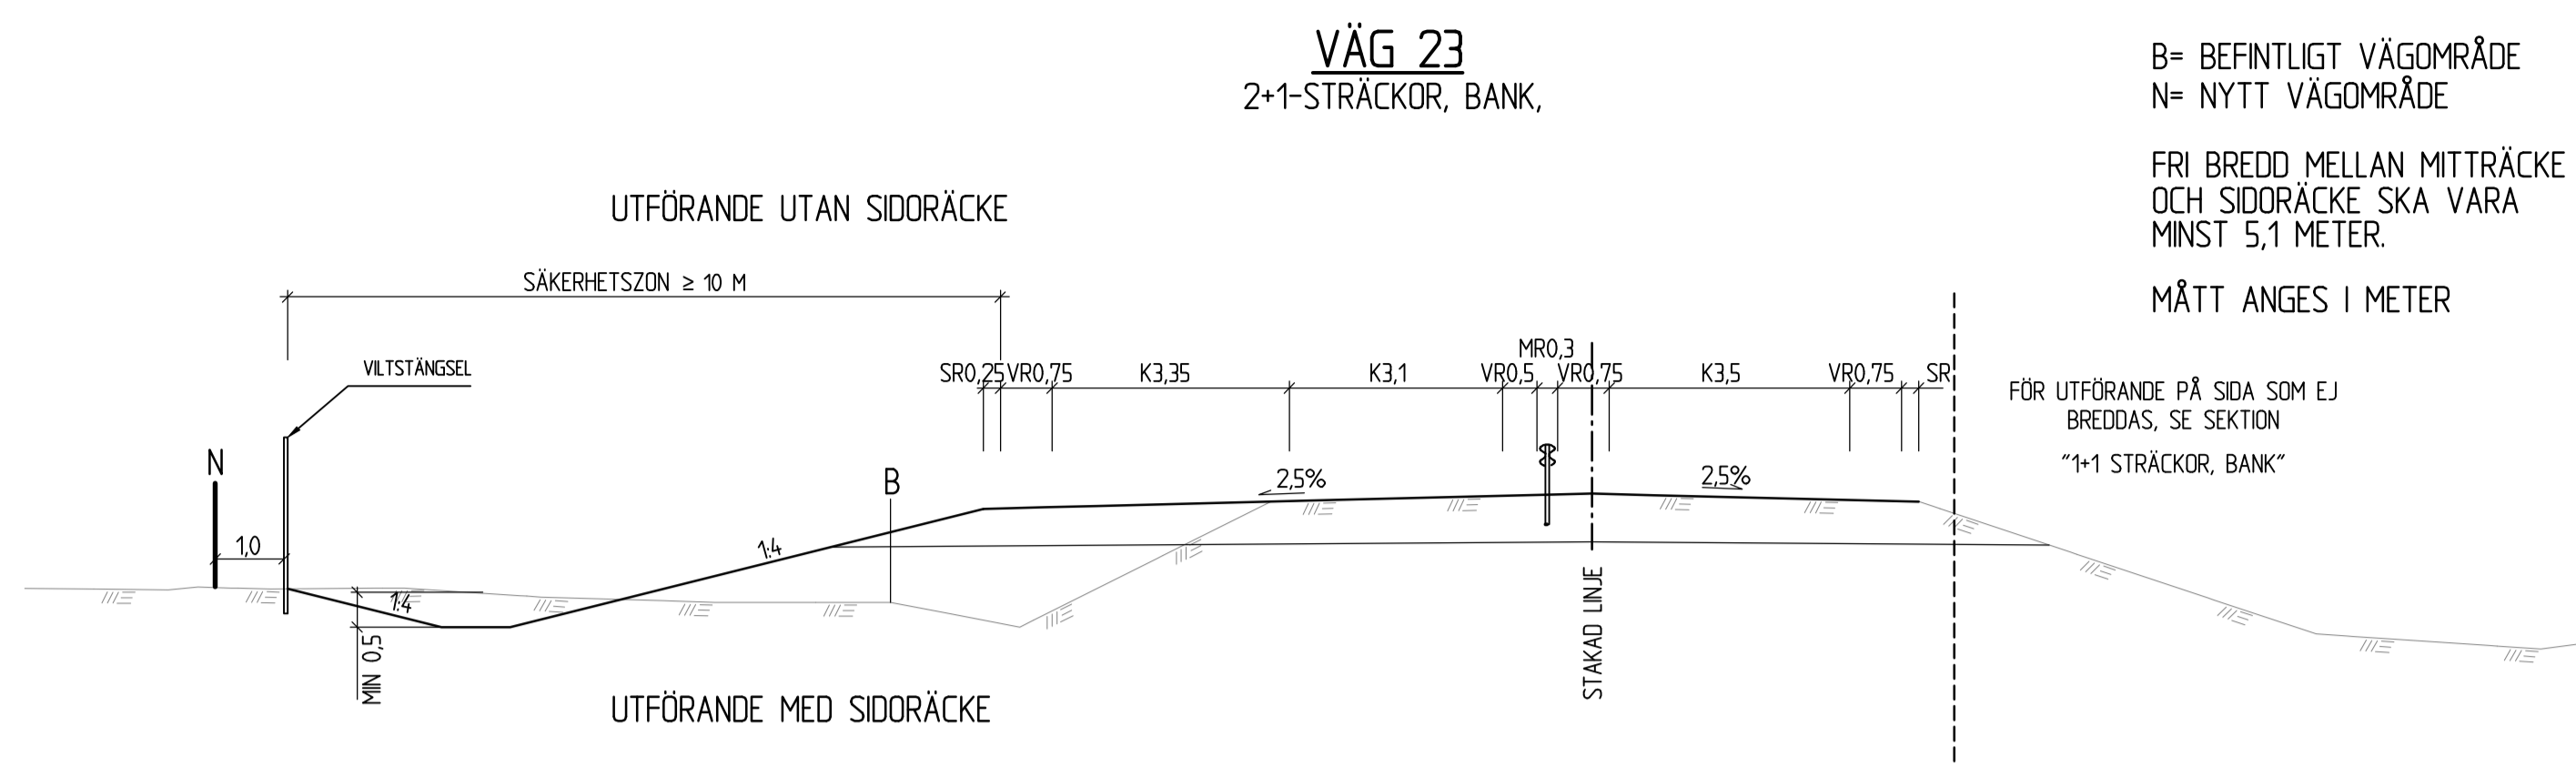 VÄG 23
2+1-STRÄCKOR, BANK,
B= BEFINTLIGT VÄGOMRÅDE
N= NYTT VÄGOMRÅDE
FRI BREDD MELLAN MITTRÄCKE
OCH SIDORÄCKE SKA VARA
MINST 5,1 METER.
MÅTT ANGES I METER
UTFÖRANDE UTAN SIDORÄCKE
SÄKERHETSZON ≥ 10 M
VILTSTÄNGSEL
SR0,25 VR0,75 K3,35 K3,1 VR0,5 MR0,3 VR0,75 K3,5 VR0,75 SR
FÖR UTFÖRANDE PÅ SIDA SOM EJ
BREDDAS, SE SEKTION
"1+1 STRÄCKOR, BANK"
N
B
2,5%
2,5%
1,0
1:4
1:4
MIN 0,5
STAKAD LINJE
UTFÖRANDE MED SIDORÄCKE